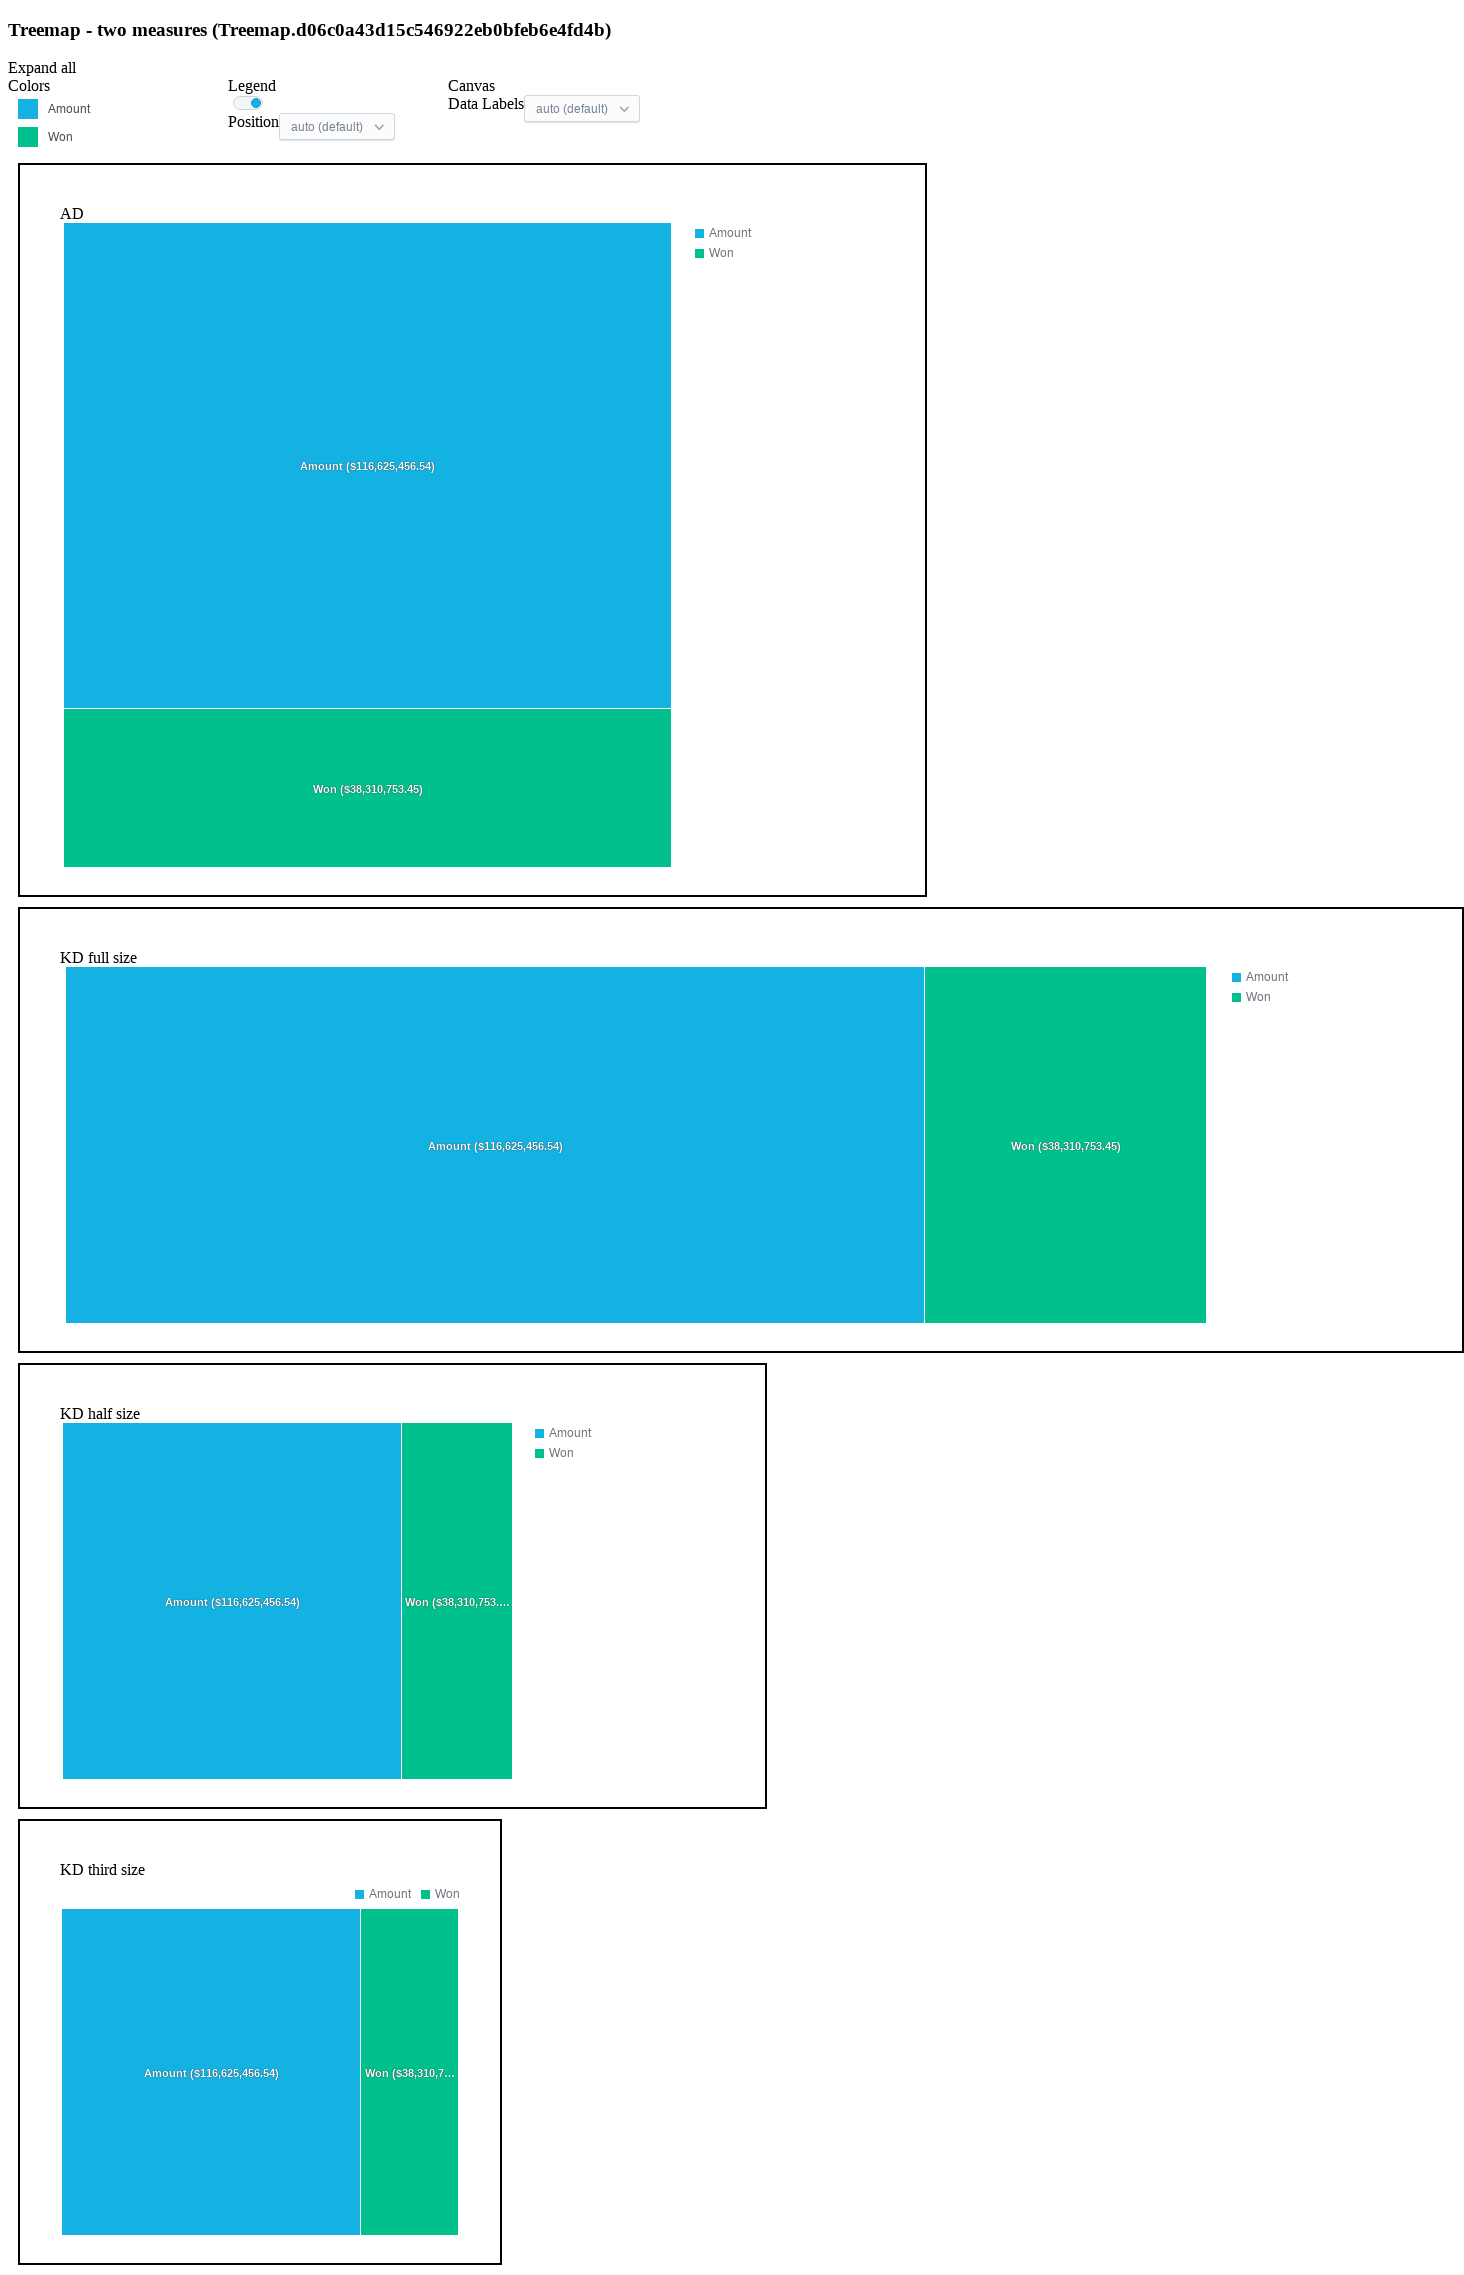 Treemap - two measures (Treemap.d06c0a43d15c546922eb0bfeb6e4fd4b)
Expand all
Colors
Amount
Won
Legend
Position auto (default)
Canvas
Data Labels auto (default)
AD
Amount
Won
Amount ($116,625,456.54)
Won ($38,310,753.45)
KD full size
Amount
Won
Amount ($116,625,456.54) Won ($38,310,753.45)
KD half size
Amount
Won
Amount ($116,625,456.54) Won ($38,310,753.…
KD third size
Amount Won
Amount ($116,625,456.54) Won ($38,310,7…